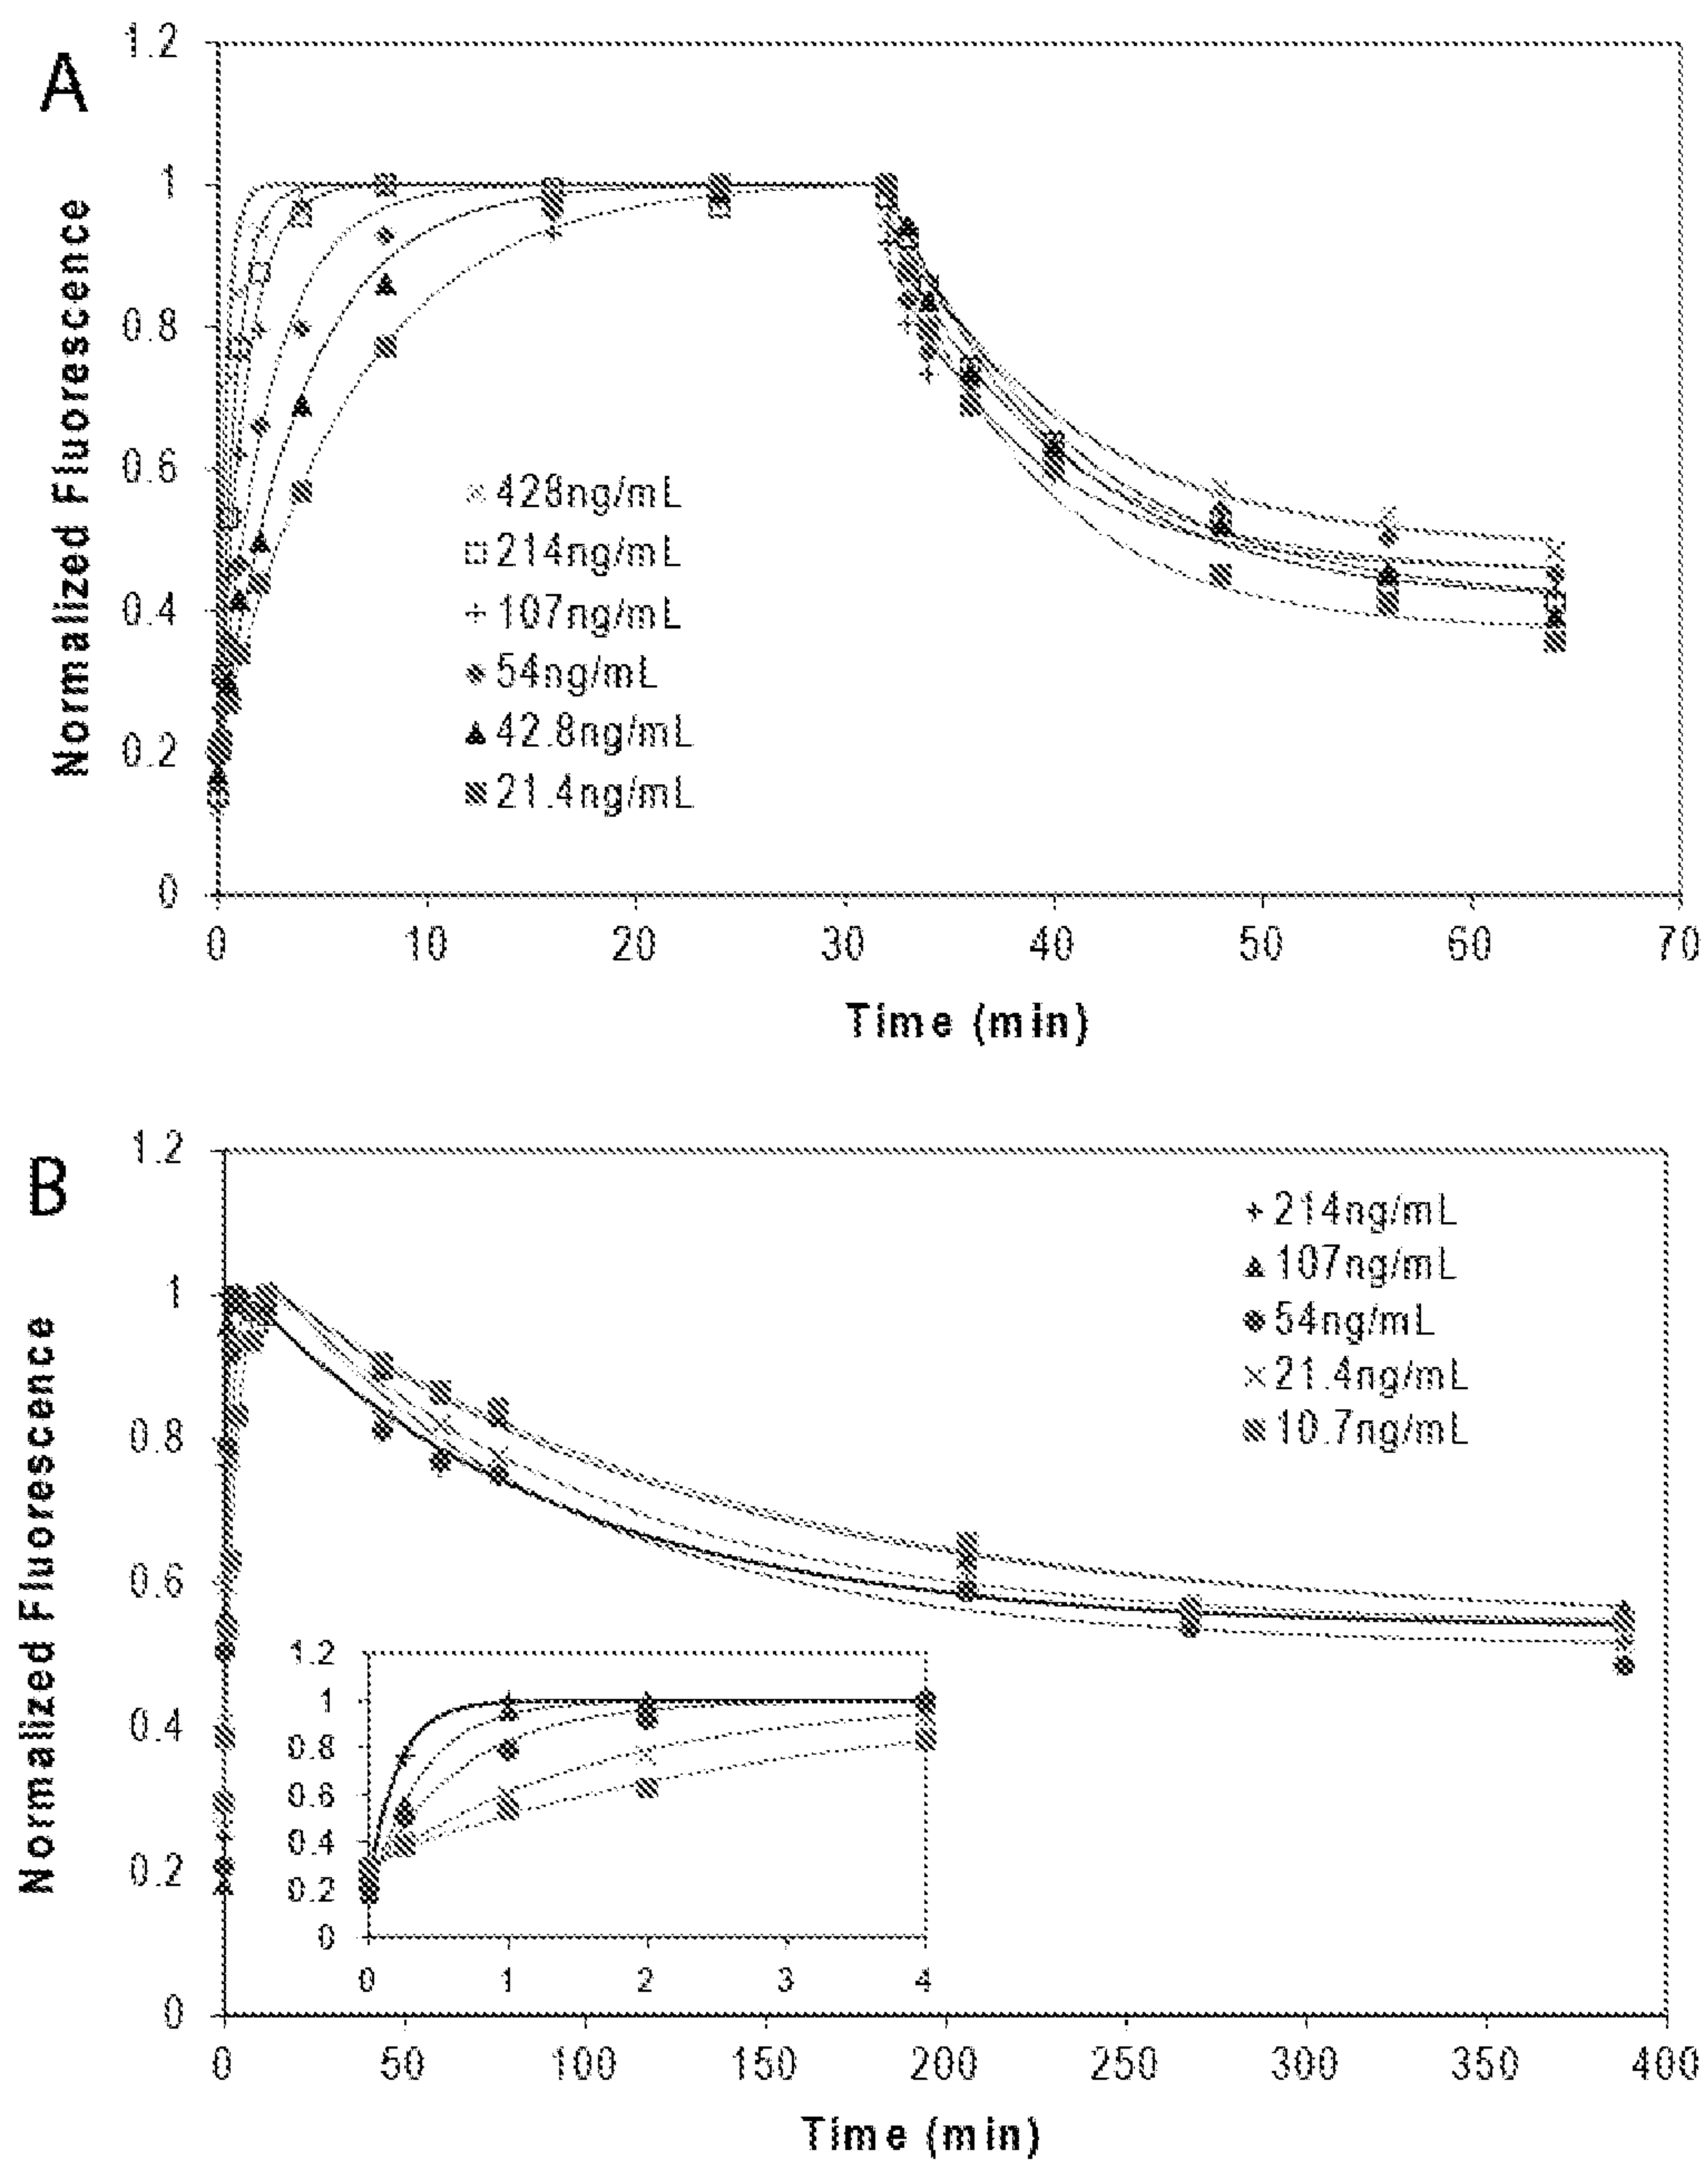 A
1.2
1
0.8
0.6
0.4
0.2
0
Normalized Fluorescence
428ng/mL
214ng/mL
107ng/mL
54ng/mL
42.8ng/mL
21.4ng/mL
0 10 20 30 40 50 60 70
Time (min)
B
1.2
1
0.8
0.6
0.4
0.2
0
Normalized Fluorescence
214ng/mL
107ng/mL
54ng/mL
21.4ng/mL
10.7ng/mL
1.2
1
0.8
0.6
0.4
0.2
0
0 1 2 3 4
0 50 100 150 200 250 300 350 400
Time (min)